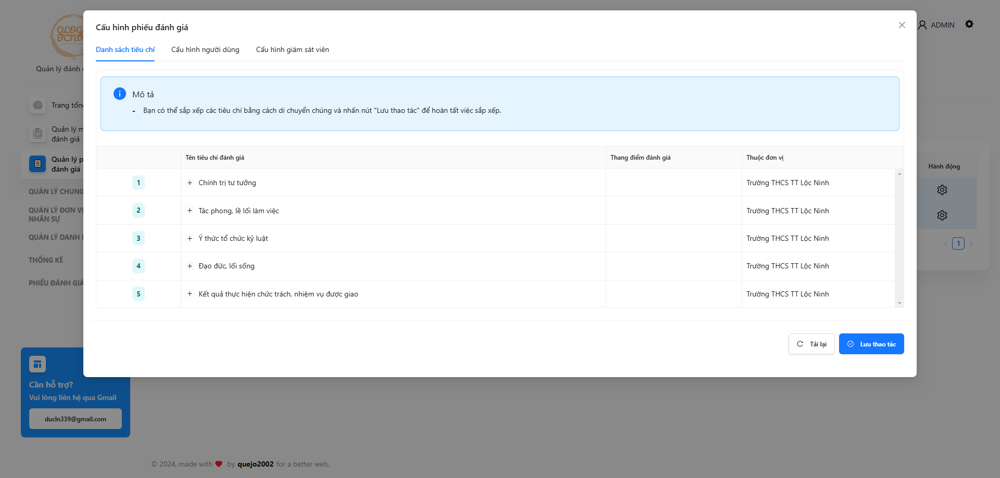 Cấu hình phiếu đánh giá
ADMIN
Danh sách tiêu chí
Cấu hình người dùng
Cấu hình giám sát viên
Quản lý đánh
Mô tả
- Bạn có thể sắp xếp các tiêu chí bằng cách di chuyển chúng và nhấn nút "Lưu thao tác" để hoàn tất việc sắp xếp.
Trang tổng
Quản lý m
đánh giá
Quản lý p
đánh giá
QUẢN LÝ CHUNG
QUẢN LÝ ĐƠN VỊ
NHÂN SỰ
QUẢN LÝ DANH
THỐNG KÊ
PHIẾU ĐÁNH GIÁ
Tên tiêu chí đánh giá
Thang điểm đánh giá
Thuộc đơn vị
Hành động
1 Chính trị tư tưởng Trường THCS TT Lộc Ninh
2 Tác phong, lề lối làm việc Trường THCS TT Lộc Ninh
3 Ý thức tổ chức kỷ luật Trường THCS TT Lộc Ninh
4 Đạo đức, lối sống Trường THCS TT Lộc Ninh
5 Kết quả thực hiện chức trách, nhiệm vụ được giao Trường THCS TT Lộc Ninh
< 1 >
Tải lại
Lưu thao tác
Cần hỗ trợ?
Vui lòng liên hệ qua Gmail
ducln339@gmail.com
© 2024, made with ❤ by quejo2002 for a better web.